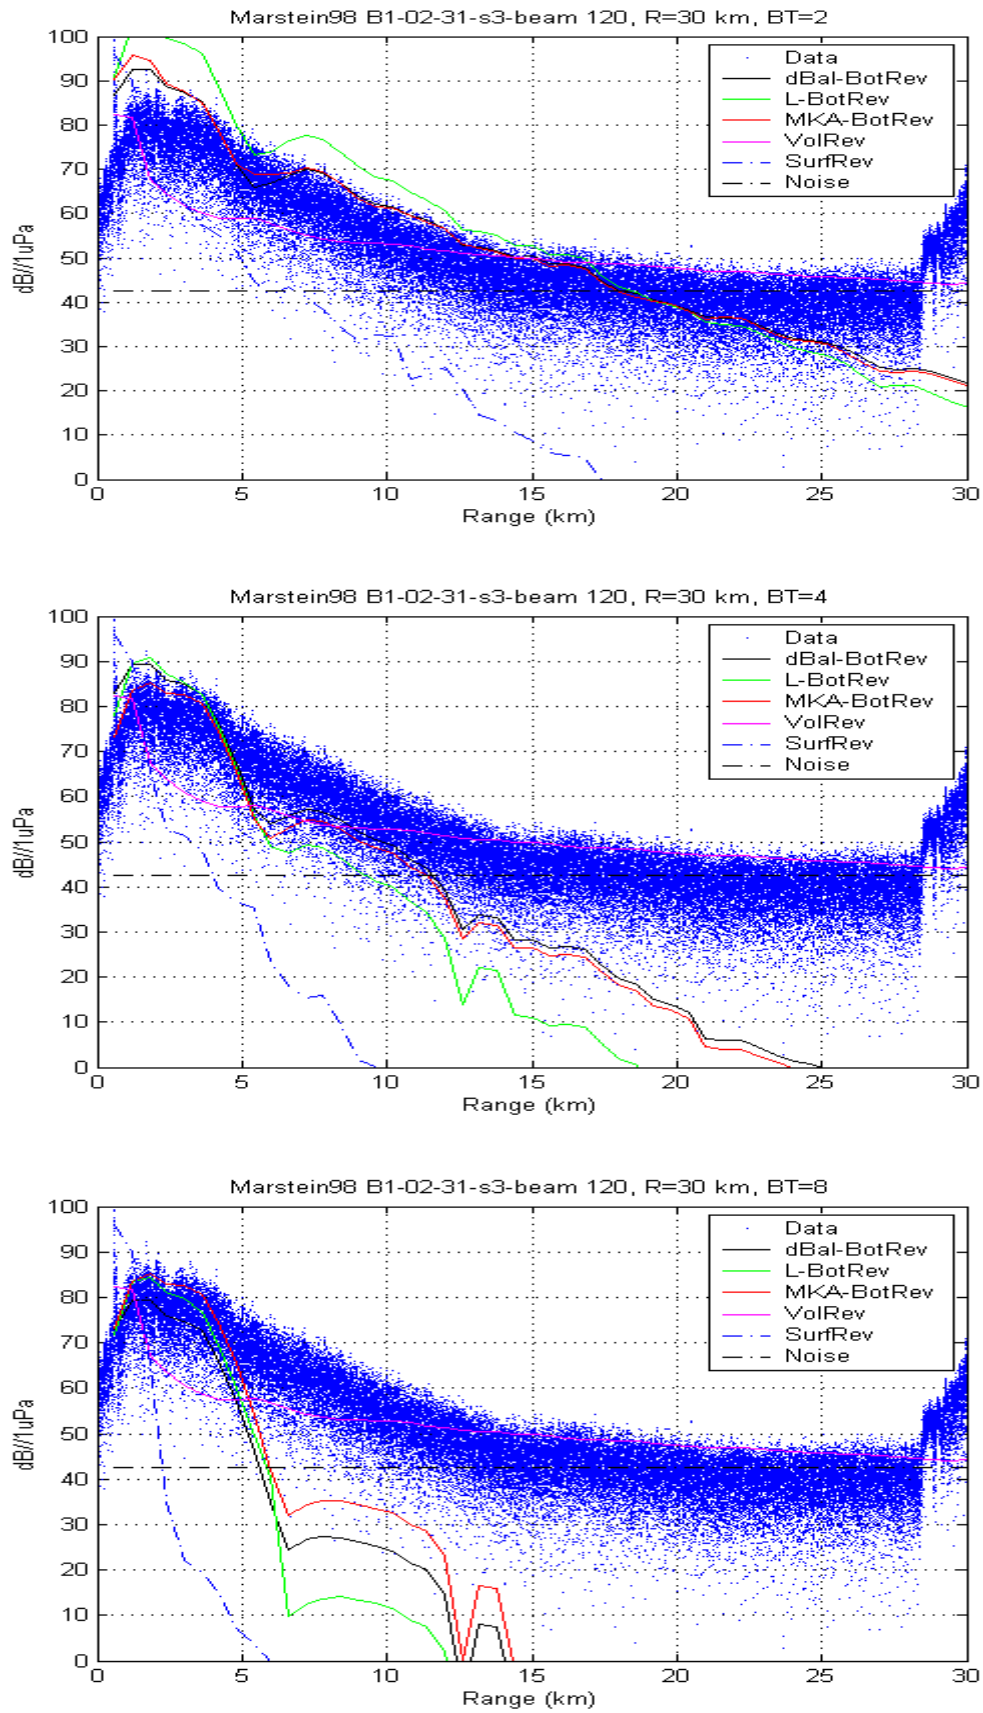 Marstein98 B1-02-31-s3-beam 120, R=30 km, BT=2
100
90
80
70
60
50
40
30
20
10
0
dB//1uPa
Data
dBal-BotRev
L-BotRev
MKA-BotRev
VolRev
SurfRev
Noise
0 5 10 15 20 25 30
Range (km)
Marstein98 B1-02-31-s3-beam 120, R=30 km, BT=4
100
90
80
70
60
50
40
30
20
10
0
dB//1uPa
Data
dBal-BotRev
L-BotRev
MKA-BotRev
VolRev
SurfRev
Noise
0 5 10 15 20 25 30
Range (km)
Marstein98 B1-02-31-s3-beam 120, R=30 km, BT=8
100
90
80
70
60
50
40
30
20
10
0
dB//1uPa
Data
dBal-BotRev
L-BotRev
MKA-BotRev
VolRev
SurfRev
Noise
0 5 10 15 20 25 30
Range (km)